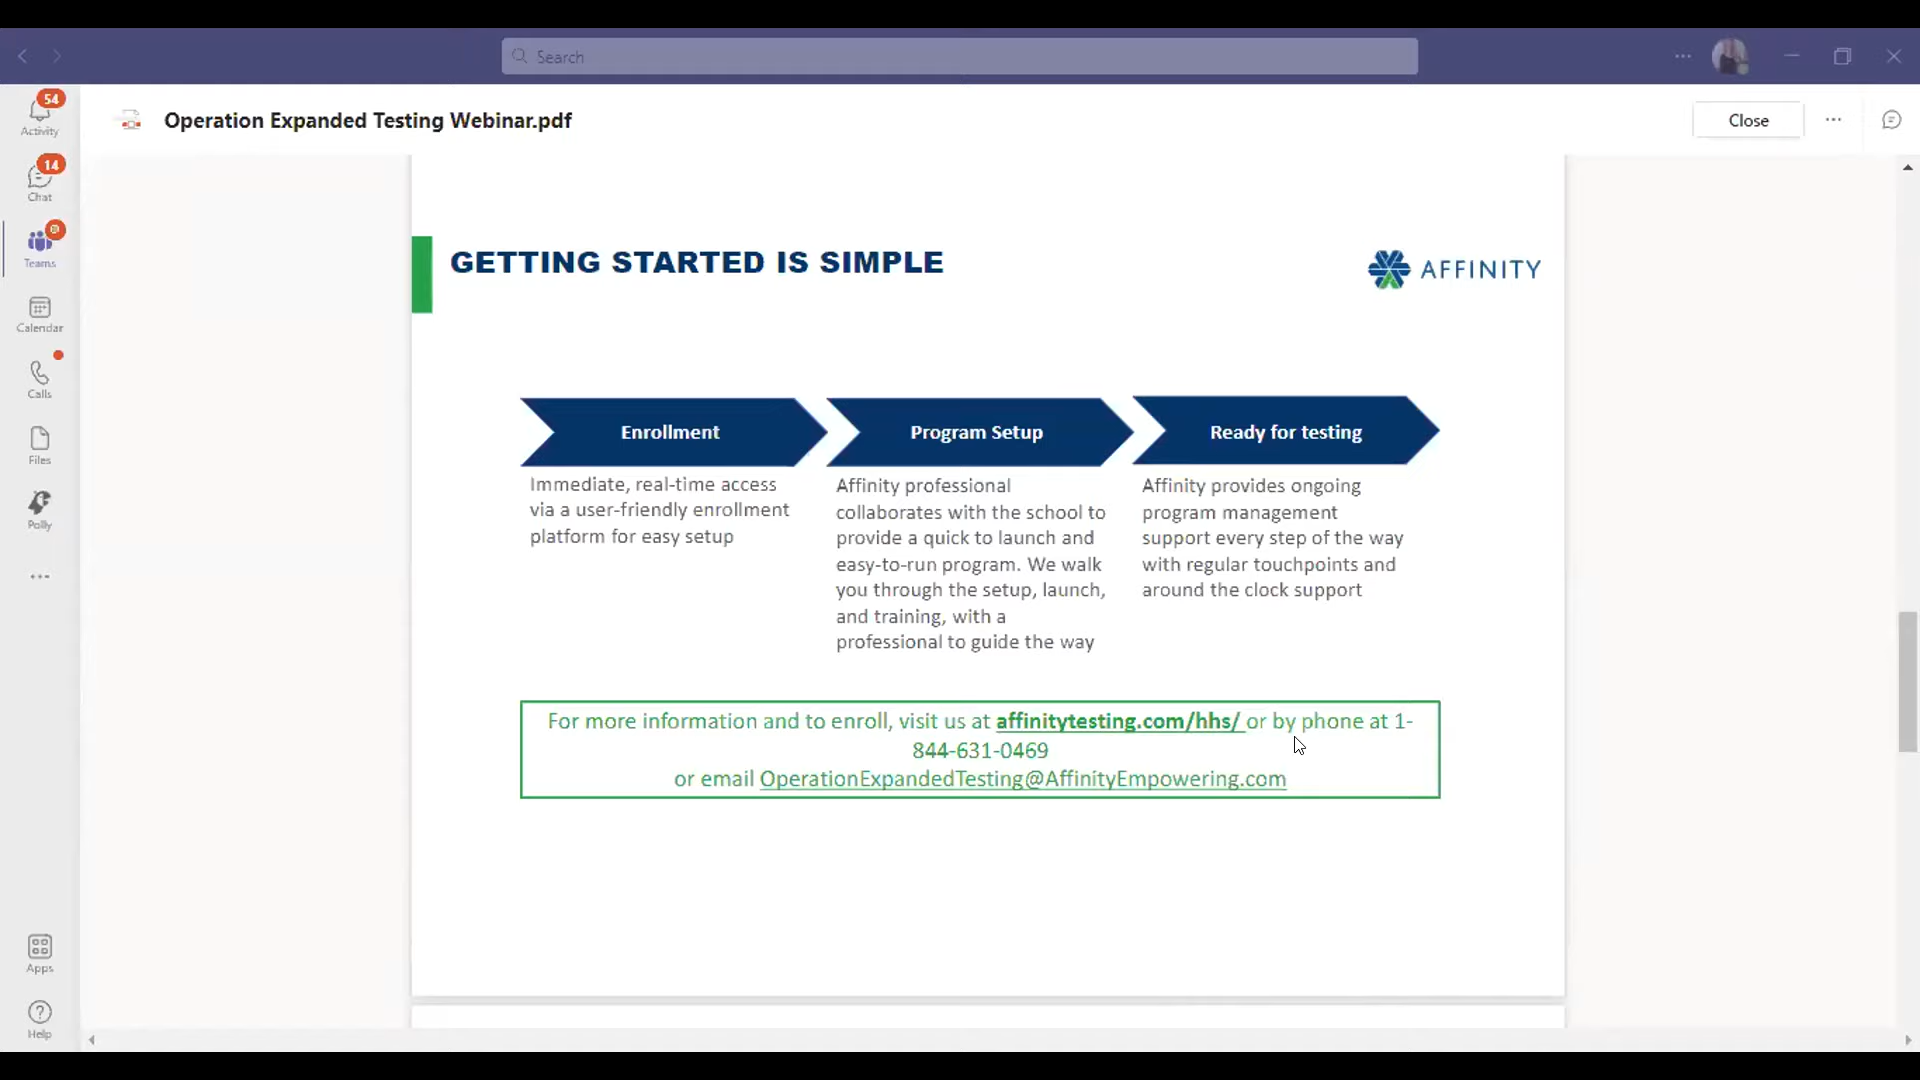 Search
54
Activity
14
Chat
Teams
Calendar
Calls
Files
Polly
Apps
Help
Operation Expanded Testing Webinar.pdf
Close
GETTING STARTED IS SIMPLE
AFFINITY
Enrollment
Immediate, real-time access
via a user-friendly enrollment
platform for easy setup
Program Setup
Affinity professional
collaborates with the school to
provide a quick to launch and
easy-to-run program. We walk
you through the setup, launch,
and training, with a
professional to guide the way
Ready for testing
Affinity provides ongoing
program management
support every step of the way
with regular touchpoints and
around the clock support
For more information and to enroll, visit us at affinitytesting.com/hhs/ or by phone at 1-
844-631-0469
or email OperationExpandedTesting@AffinityEmpowering.com